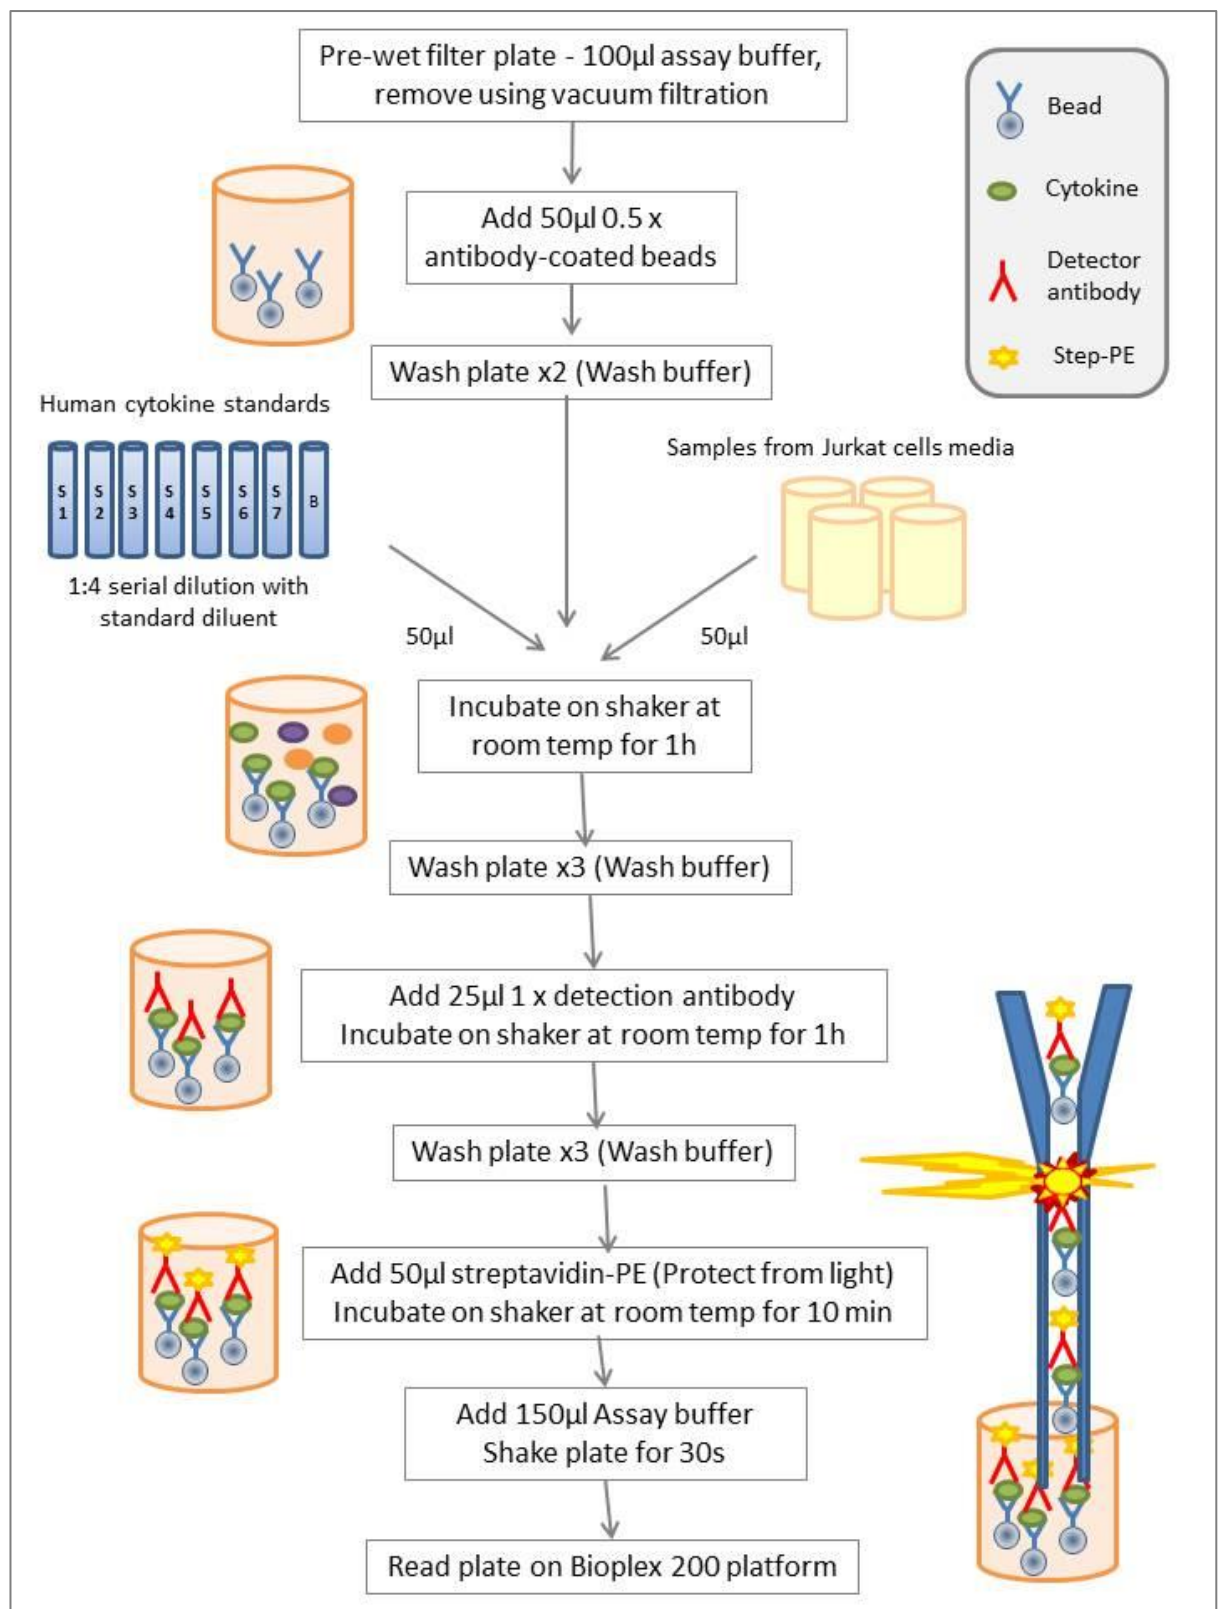 Pre-wet filter plate - 100µl assay buffer,
remove using vacuum filtration
Bead
Cytokine
Detector
antibody
Step-PE
Add 50µl 0.5 x
antibody-coated beads
Wash plate x2 (Wash buffer)
Human cytokine standards
S
1
S
2
S
3
S
4
S
5
S
6
S
7
B
1:4 serial dilution with
standard diluent
Samples from Jurkat cells media
50µl
50µl
Incubate on shaker at
room temp for 1h
Wash plate x3 (Wash buffer)
Add 25µl 1 x detection antibody
Incubate on shaker at room temp for 1h
Wash plate x3 (Wash buffer)
Add 50µl streptavidin-PE (Protect from light)
Incubate on shaker at room temp for 10 min
Add 150µl Assay buffer
Shake plate for 30s
Read plate on Bioplex 200 platform